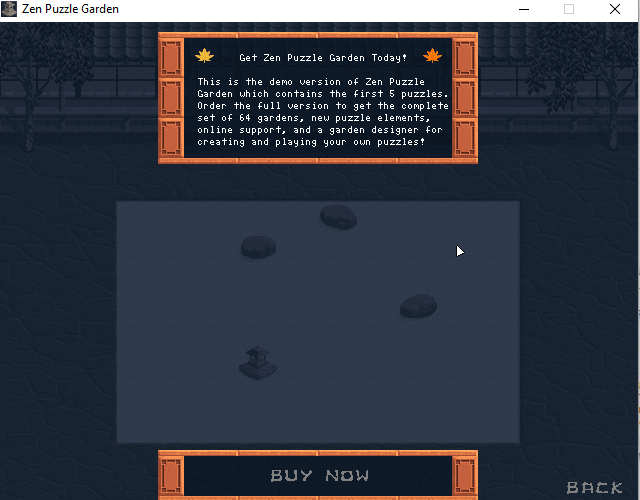 Zen Puzzle Garden
Get Zen Puzzle Garden Today!
This is the demo version of Zen Puzzle
Garden which contains the first 5 puzzles.
Order the full version to get the complete
set of 64 gardens, new puzzle elements,
online support, and a garden designer for
creating and playing your own puzzles!
BUY NOW
BACK